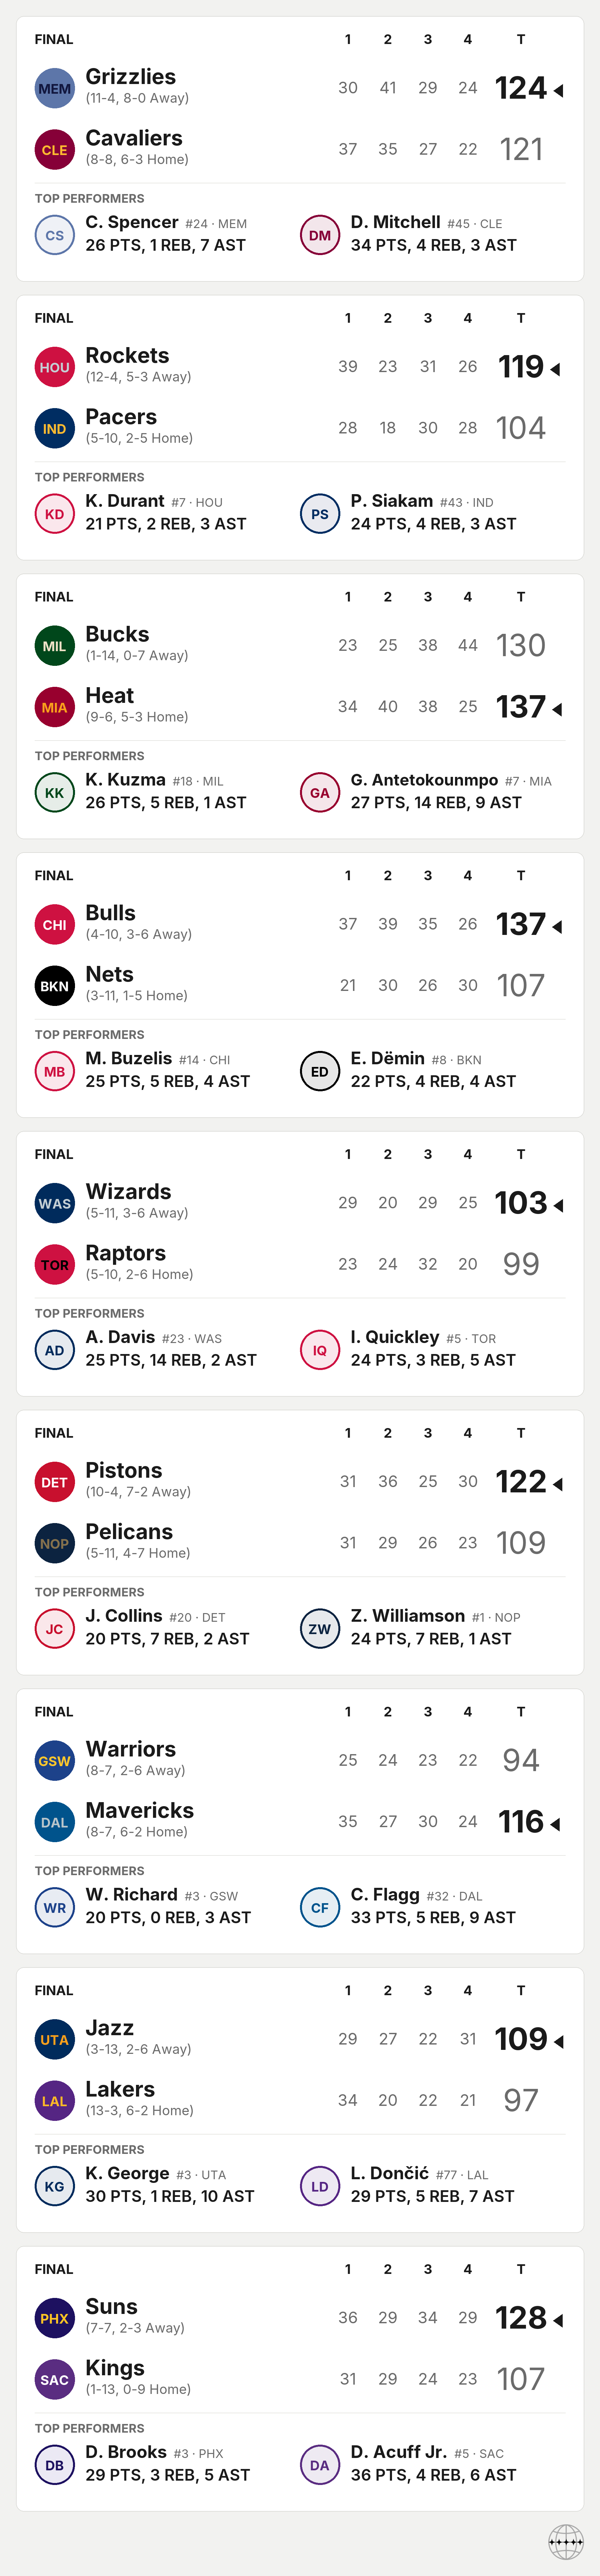 FINAL 1 2 3 4 T
MEM Grizzlies 30 41 29 24 124
(11-4, 8-0 Away)
CLE Cavaliers 37 35 27 22 121
(8-8, 6-3 Home)
TOP PERFORMERS
CS C. Spencer #24 · MEM DM D. Mitchell #45 · CLE
26 PTS, 1 REB, 7 AST 34 PTS, 4 REB, 3 AST
FINAL 1 2 3 4 T
HOU Rockets 39 23 31 26 119
(12-4, 5-3 Away)
IND Pacers 28 18 30 28 104
(5-10, 2-5 Home)
TOP PERFORMERS
KD K. Durant #7 · HOU PS P. Siakam #43 · IND
21 PTS, 2 REB, 3 AST 24 PTS, 4 REB, 3 AST
FINAL 1 2 3 4 T
MIL Bucks 23 25 38 44 130
(1-14, 0-7 Away)
MIA Heat 34 40 38 25 137
(9-6, 5-3 Home)
TOP PERFORMERS
KK K. Kuzma #18 · MIL GA G. Antetokounmpo #7 · MIA
26 PTS, 5 REB, 1 AST 27 PTS, 14 REB, 9 AST
FINAL 1 2 3 4 T
CHI Bulls 37 39 35 26 137
(4-10, 3-6 Away)
BKN Nets 21 30 26 30 107
(3-11, 1-5 Home)
TOP PERFORMERS
MB M. Buzelis #14 · CHI ED E. Dëmin #8 · BKN
25 PTS, 5 REB, 4 AST 22 PTS, 4 REB, 4 AST
FINAL 1 2 3 4 T
WAS Wizards 29 20 29 25 103
(5-11, 3-6 Away)
TOR Raptors 23 24 32 20 99
(5-10, 2-6 Home)
TOP PERFORMERS
AD A. Davis #23 · WAS IQ I. Quickley #5 · TOR
25 PTS, 14 REB, 2 AST 24 PTS, 3 REB, 5 AST
FINAL 1 2 3 4 T
DET Pistons 31 36 25 30 122
(10-4, 7-2 Away)
NOP Pelicans 31 29 26 23 109
(5-11, 4-7 Home)
TOP PERFORMERS
JC J. Collins #20 · DET ZW Z. Williamson #1 · NOP
20 PTS, 7 REB, 2 AST 24 PTS, 7 REB, 1 AST
FINAL 1 2 3 4 T
GSW Warriors 25 24 23 22 94
(8-7, 2-6 Away)
DAL Mavericks 35 27 30 24 116
(8-7, 6-2 Home)
TOP PERFORMERS
WR W. Richard #3 · GSW CF C. Flagg #32 · DAL
20 PTS, 0 REB, 3 AST 33 PTS, 5 REB, 9 AST
FINAL 1 2 3 4 T
UTA Jazz 29 27 22 31 109
(3-13, 2-6 Away)
LAL Lakers 34 20 22 21 97
(13-3, 6-2 Home)
TOP PERFORMERS
KG K. George #3 · UTA LD L. Dončić #77 · LAL
30 PTS, 1 REB, 10 AST 29 PTS, 5 REB, 7 AST
FINAL 1 2 3 4 T
PHX Suns 36 29 34 29 128
(7-7, 2-3 Away)
SAC Kings 31 29 24 23 107
(1-13, 0-9 Home)
TOP PERFORMERS
DB D. Brooks #3 · PHX DA D. Acuff Jr. #5 · SAC
29 PTS, 3 REB, 5 AST 36 PTS, 4 REB, 6 AST